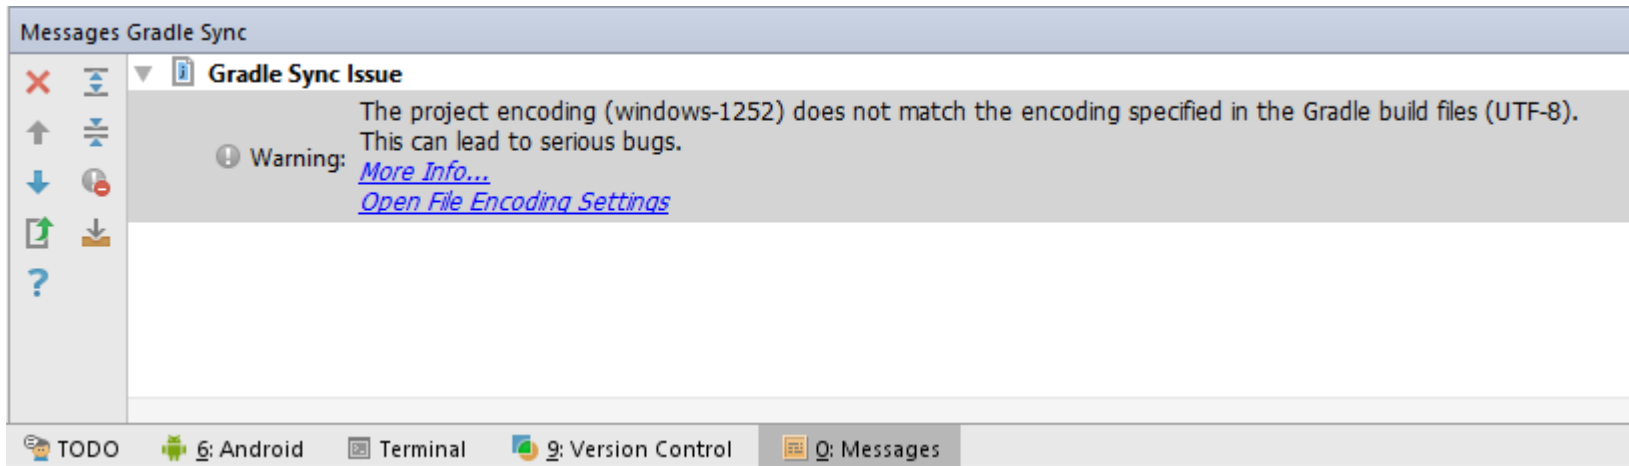 Messages Gradle Sync
Gradle Sync Issue
Warning:
The project encoding (windows-1252) does not match the encoding specified in the Gradle build files (UTF-8).
This can lead to serious bugs.
More Info...
Open File Encoding Settings
TODO 6: Android Terminal 9: Version Control 0: Messages